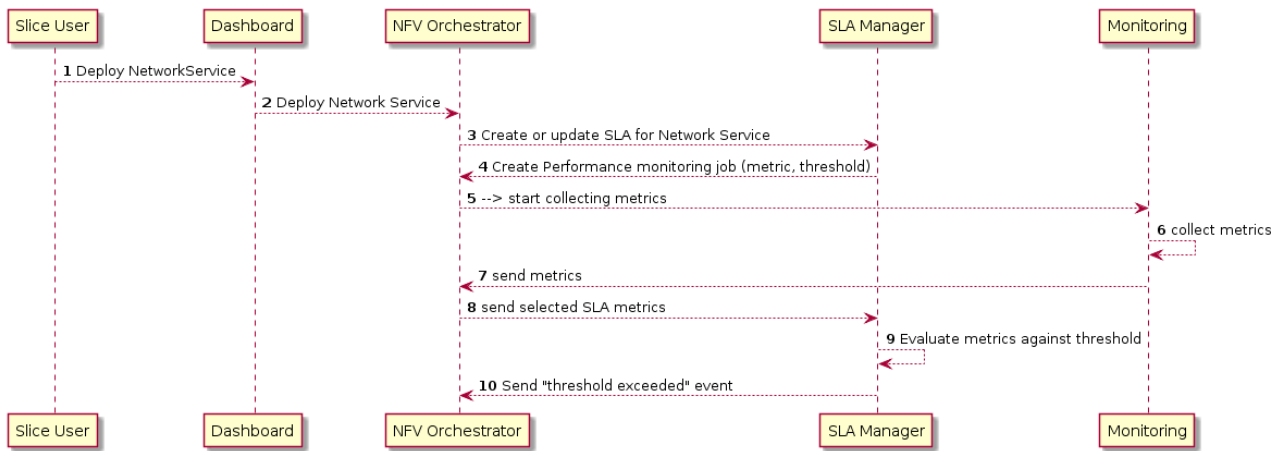 Slice User Dashboard NFV Orchestrator SLA Manager Monitoring
1 Deploy NetworkService
2 Deploy Network Service
3 Create or update SLA for Network Service
4 Create Performance monitoring job (metric, threshold)
5 --> start collecting metrics
6 collect metrics
7 send metrics
8 send selected SLA metrics
9 Evaluate metrics against threshold
10 Send "threshold exceeded" event
Slice User Dashboard NFV Orchestrator SLA Manager Monitoring